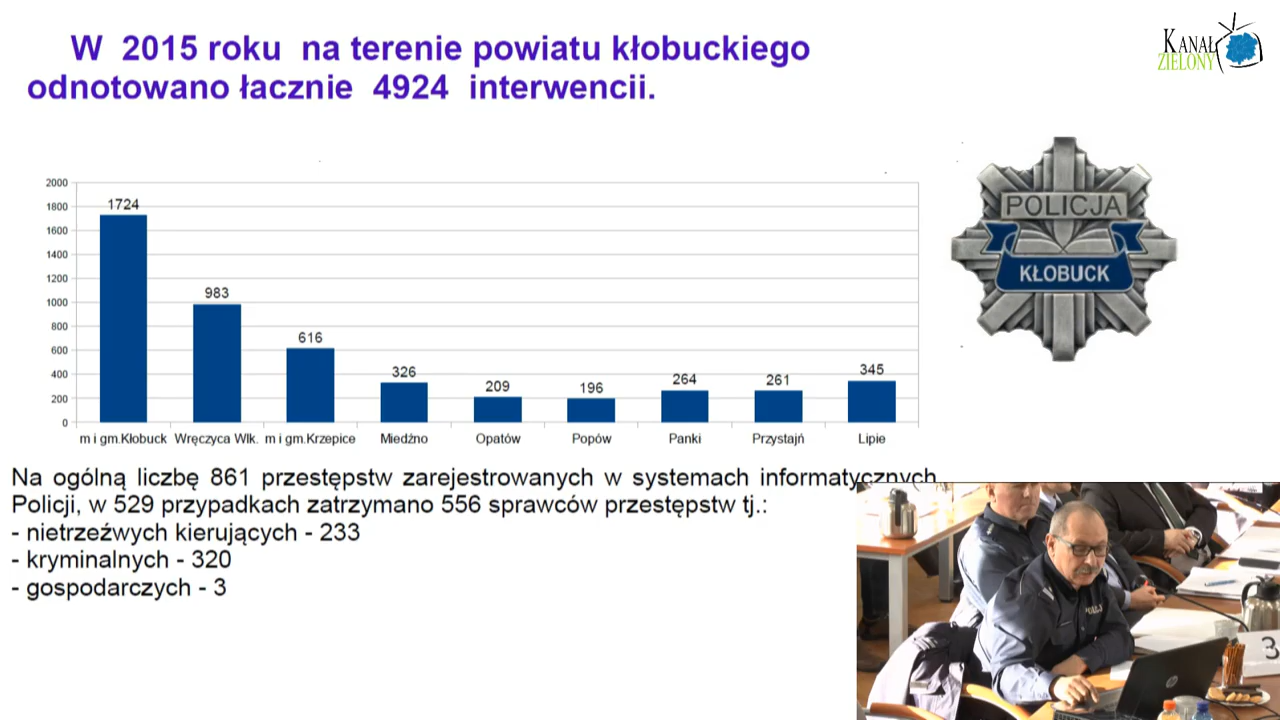 W 2015 roku na terenie powiatu kłobuckiego
odnotowano łacznie 4924 interwencii.
KANAŁ
ZIELONY
POLICJA
KŁOBUCK
2000
1800
1600
1400
1200
1000
800
600
400
200
0
1724
983
616
326
209
196
264
261
345
m i gm.Kłobuck Wręczyca Wlk. m i gm.Krzepice Miedźno Opatów Popów Panki Przystajń Lipie
Na ogólną liczbę 861 przestępstw zarejestrowanych w systemach informatycznych
Policji, w 529 przypadkach zatrzymano 556 sprawców przestępstw tj.:
- nietrzeźwych kierujących - 233
- kryminalnych - 320
- gospodarczych - 3
3